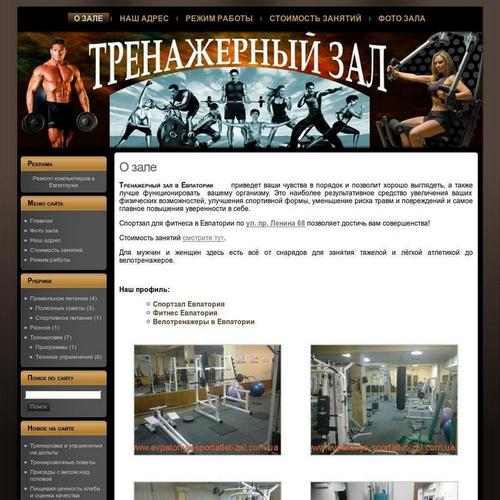 О ЗАЛЕ НАШ АДРЕС РЕЖИМ РАБОТЫ СТОИМОСТЬ ЗАНЯТИЙ ФОТО ЗАЛА
ТРЕНАЖЕРНЫЙ ЗАЛ
Реклама
Ремонт компьютеров в
Евпатории
Меню сайта
Главная
Фото зала
Наш адрес
Стоимость занятий
Режим работы
Рубрики
Правильное питание (4)
Полезные советы (3)
Спортивное питание (1)
Разное (1)
Тренировки (7)
Программы (1)
Техника упражнений (6)
Поиск по сайту
Поиск
Новое на сайте
Тренировка и упражнения
на дельты
Тренировочные советы
Приседы с весом над
головой
Пищевая ценность хлеба
и оценка качества
О зале
Тренажерный зал в Евпатории приведет ваши чувства в порядок и позволит хорошо выглядеть, а также
лучше функционировать вашему организму. Это наиболее результативное средство увеличения ваших
физических возможностей, улучшения спортивной формы, уменьшение риска травм и повреждений и самое
главное повышения уверенности в себе.
Спортзал для фитнеса в Евпатории по ул. пр. Ленина 68 позволяет достичь вам совершенства!
Стоимость занятий смотрите тут.
Для мужчин и женщин здесь есть всё от снарядов для занятия тяжелой и лёгкой атлетикой до
велотренажеров.
Наш профиль:
Спортзал Евпатория
Фитнес Евпатория
Велотренажеры в Евпатории
www.evpatoriya-sportatlet-zal.com.ua
www.evpatoriya-sportatlet-zal.com.ua